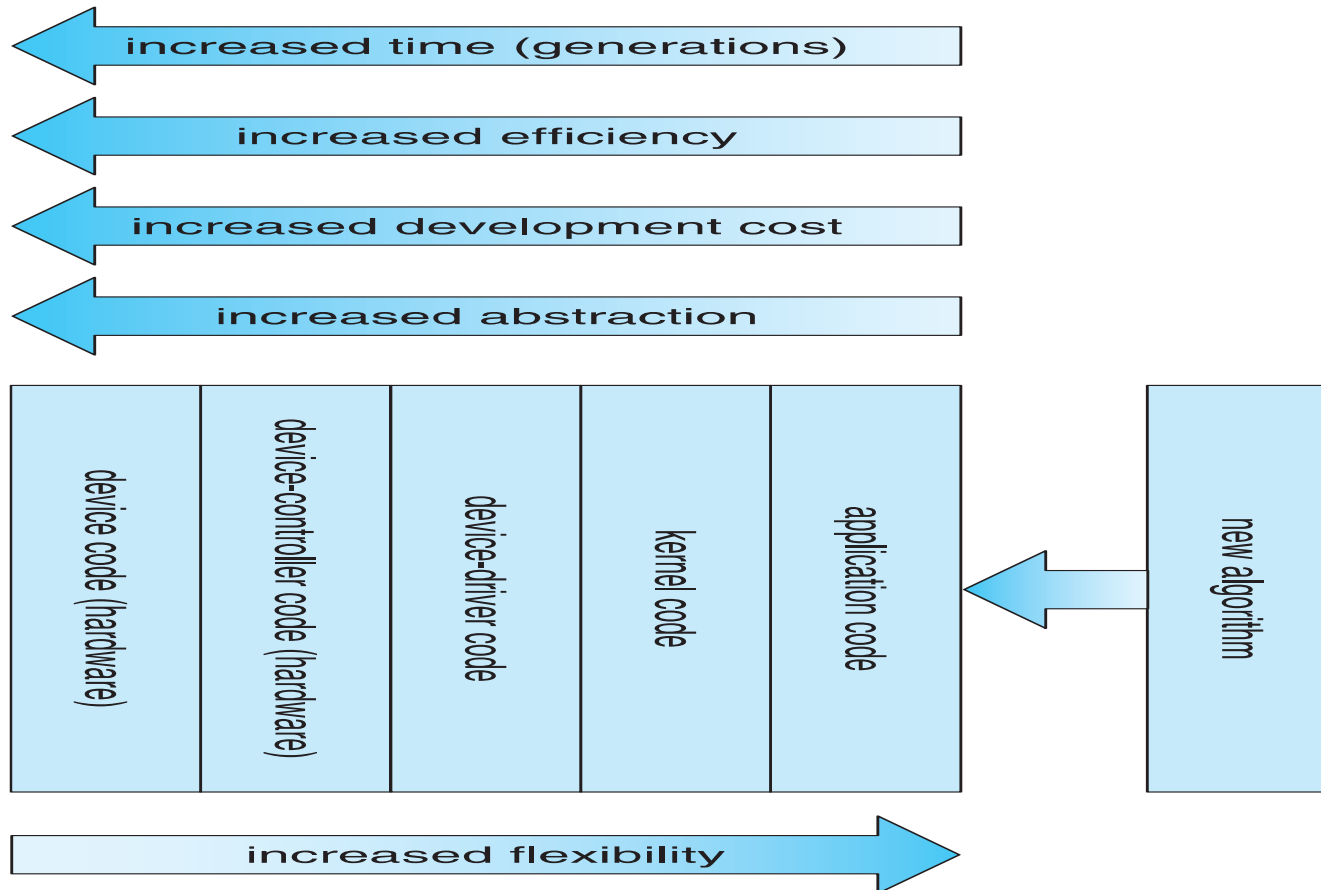 increased time (generations)
increased efficiency
increased development cost
increased abstraction
device code (hardware)
device-controller code (hardware)
device-driver code
kernel code
application code
new algorithm
increased flexibility